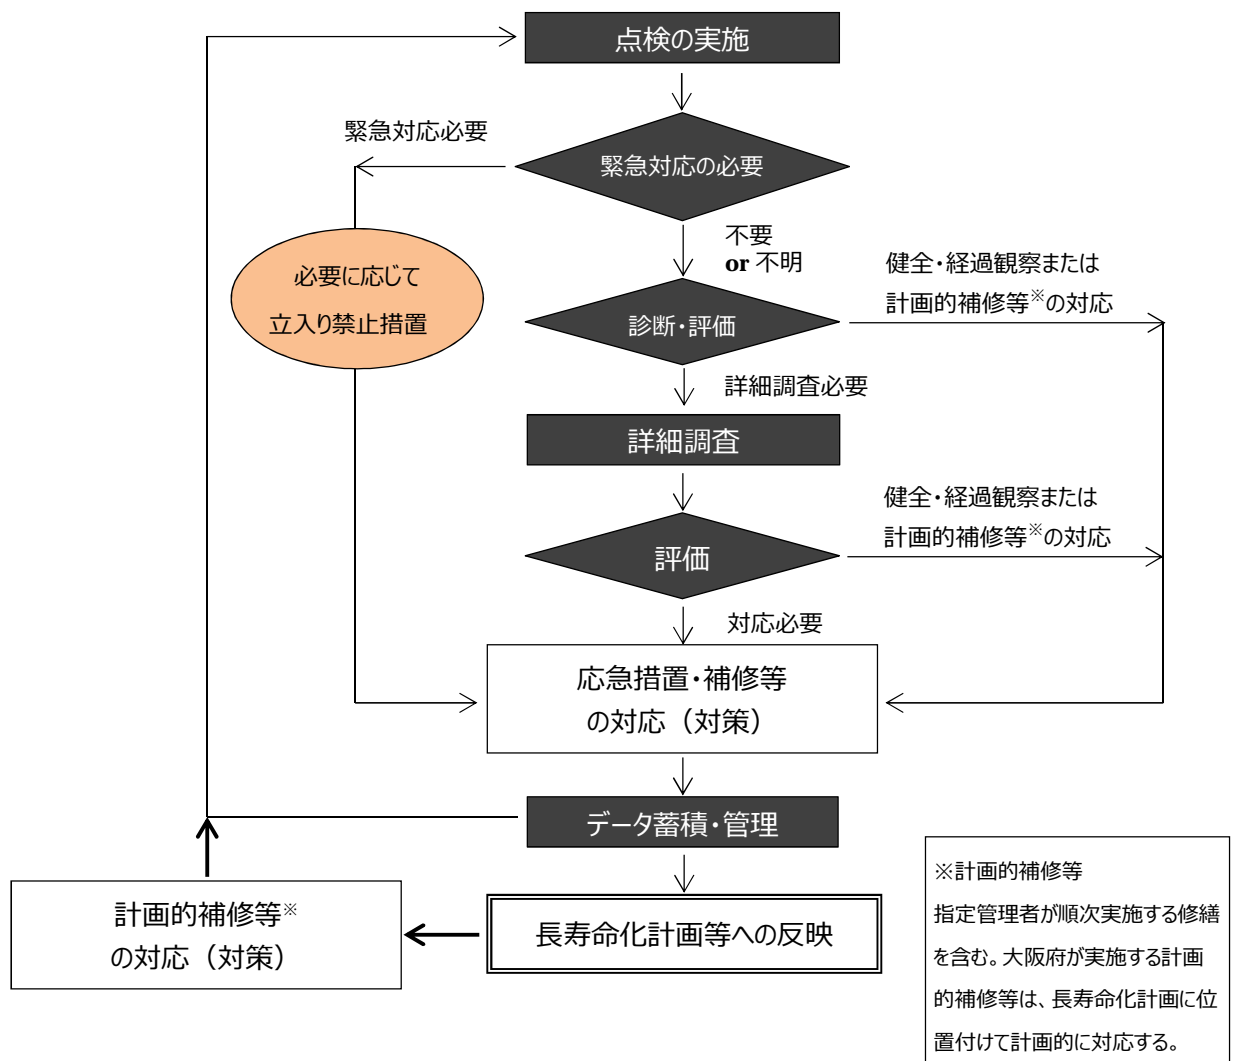 点検の実施
緊急対応必要
緊急対応の必要
不要
or 不明
健全・経過観察または
計画的補修等※の対応
必要に応じて
立入り禁止措置
診断・評価
詳細調査必要
詳細調査
健全・経過観察または
計画的補修等※の対応
評価
対応必要
応急措置・補修等
の対応（対策）
データ蓄積・管理
計画的補修等※
の対応（対策）
長寿命化計画等への反映
※計画的補修等
指定管理者が順次実施する修繕
を含む。大阪府が実施する計画
的補修等は、長寿命化計画に位
置付けて計画的に対応する。